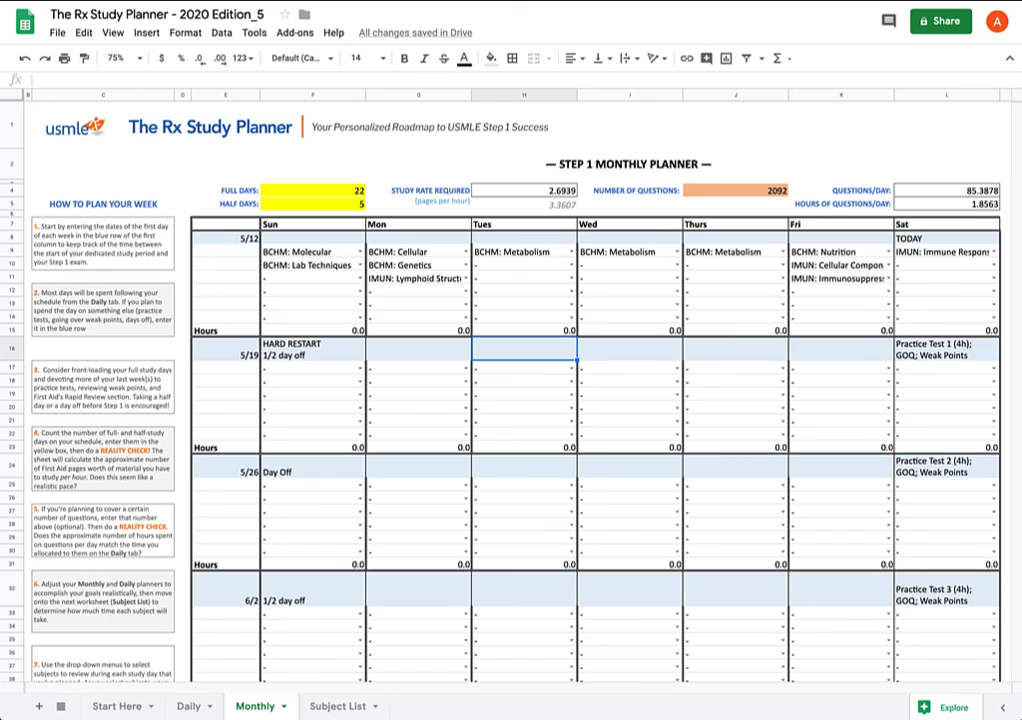 The Rx Study Planner - 2020 Edition_5
File Edit View Insert Format Data Tools Add-ons Help All changes saved in Drive
Share
A
75% $ % .0 .00 123 Default (Ca... 14 B I S A
fx
usmle The Rx Study Planner Your Personalized Roadmap to USMLE Step 1 Success
— STEP 1 MONTHLY PLANNER —
FULL DAYS: 22 STUDY RATE REQUIRED 2.6939 NUMBER OF QUESTIONS: 2092 QUESTIONS/DAY: 85.3878
HALF DAYS: 5 (pages per hour) 3.3607 HOURS OF QUESTIONS/DAY: 1.8563
HOW TO PLAN YOUR WEEK
1. Start by entering the dates of the first day
of each week in the blue row of the first
column to keep track of the time between
the start of your dedicated study period and
your Step 1 exam.
2. Most days will be spent following your
schedule from the Daily tab. If you plan to
spend the day on something else (practice
tests, going over weak points, days off), enter
it in the blue row
3. Consider front-loading your full study days
and devoting more of your last week(s) to
practice tests, reviewing weak points, and
First Aid's Rapid Review section. Taking a half
day or a day off before Step 1 is encouraged!
4. Count the number of full- and half-study
days on your schedule, enter them in the
yellow box, then do a REALITY CHECK! The
sheet will calculate the approximate number
of First Aid pages worth of material you have
to study per hour. Does this seem like a
realistic pace?
5. If you're planning to cover a certain
number of questions, enter that number
above (optional). Then do a REALITY CHECK.
Does the approximate number of hours spent
on questions per day match the time you
allocated to them on the Daily tab?
6. Adjust your Monthly and Daily planners to
accomplish your goals realistically, then move
onto the next worksheet (Subject List) to
determine how much time each subject will
take.
7. Use the drop-down menus to select
subjects to review during each study day that
Sun Mon Tues Wed Thurs Fri Sat
5/12 TODAY
BCHM: Molecular BCHM: Cellular BCHM: Metabolism BCHM: Metabolism BCHM: Metabolism BCHM: Nutrition IMUN: Immune Respon
BCHM: Lab Techniques BCHM: Genetics IMUN: Cellular Compon
IMUN: Lymphoid Structu IMUN: Immunosuppres
Hours 0.0 0.0 0.0 0.0 0.0 0.0 0.0
HARD RESTART Practice Test 1 (4h);
5/19 1/2 day off GOQ; Weak Points
Hours 0.0 0.0 0.0 0.0 0.0 0.0 0.0
Practice Test 2 (4h);
5/26 Day Off GOQ; Weak Points
Hours 0.0 0.0 0.0 0.0 0.0 0.0 0.0
Practice Test 3 (4h);
6/2 1/2 day off GOQ; Weak Points
Start Here Daily Monthly Subject List Explore